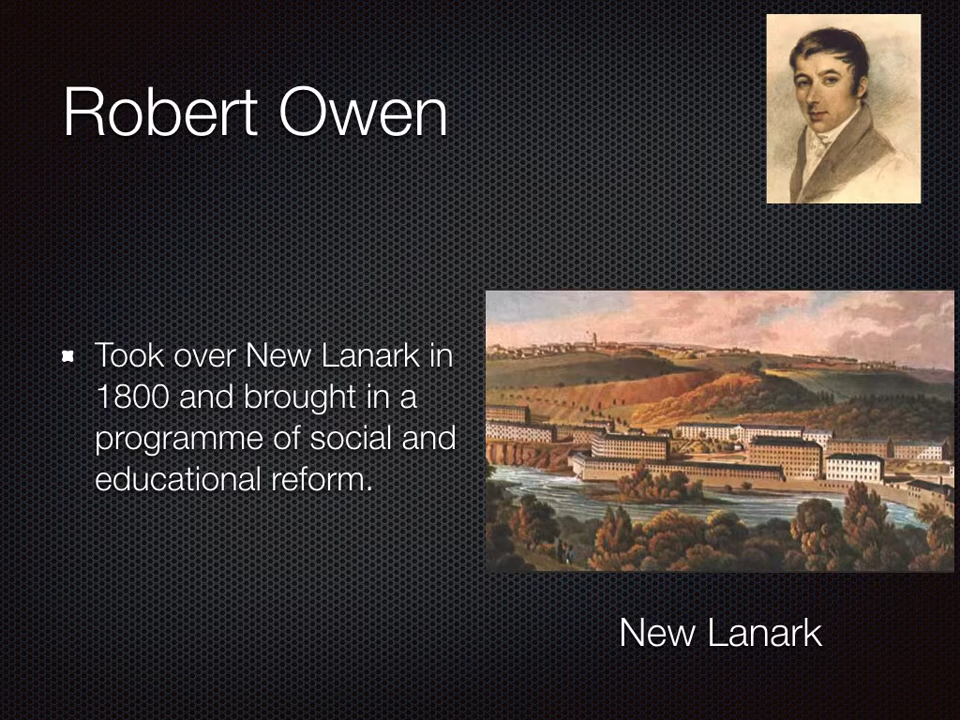 Robert Owen
Took over New Lanark in
1800 and brought in a
programme of social and
educational reform.
New Lanark